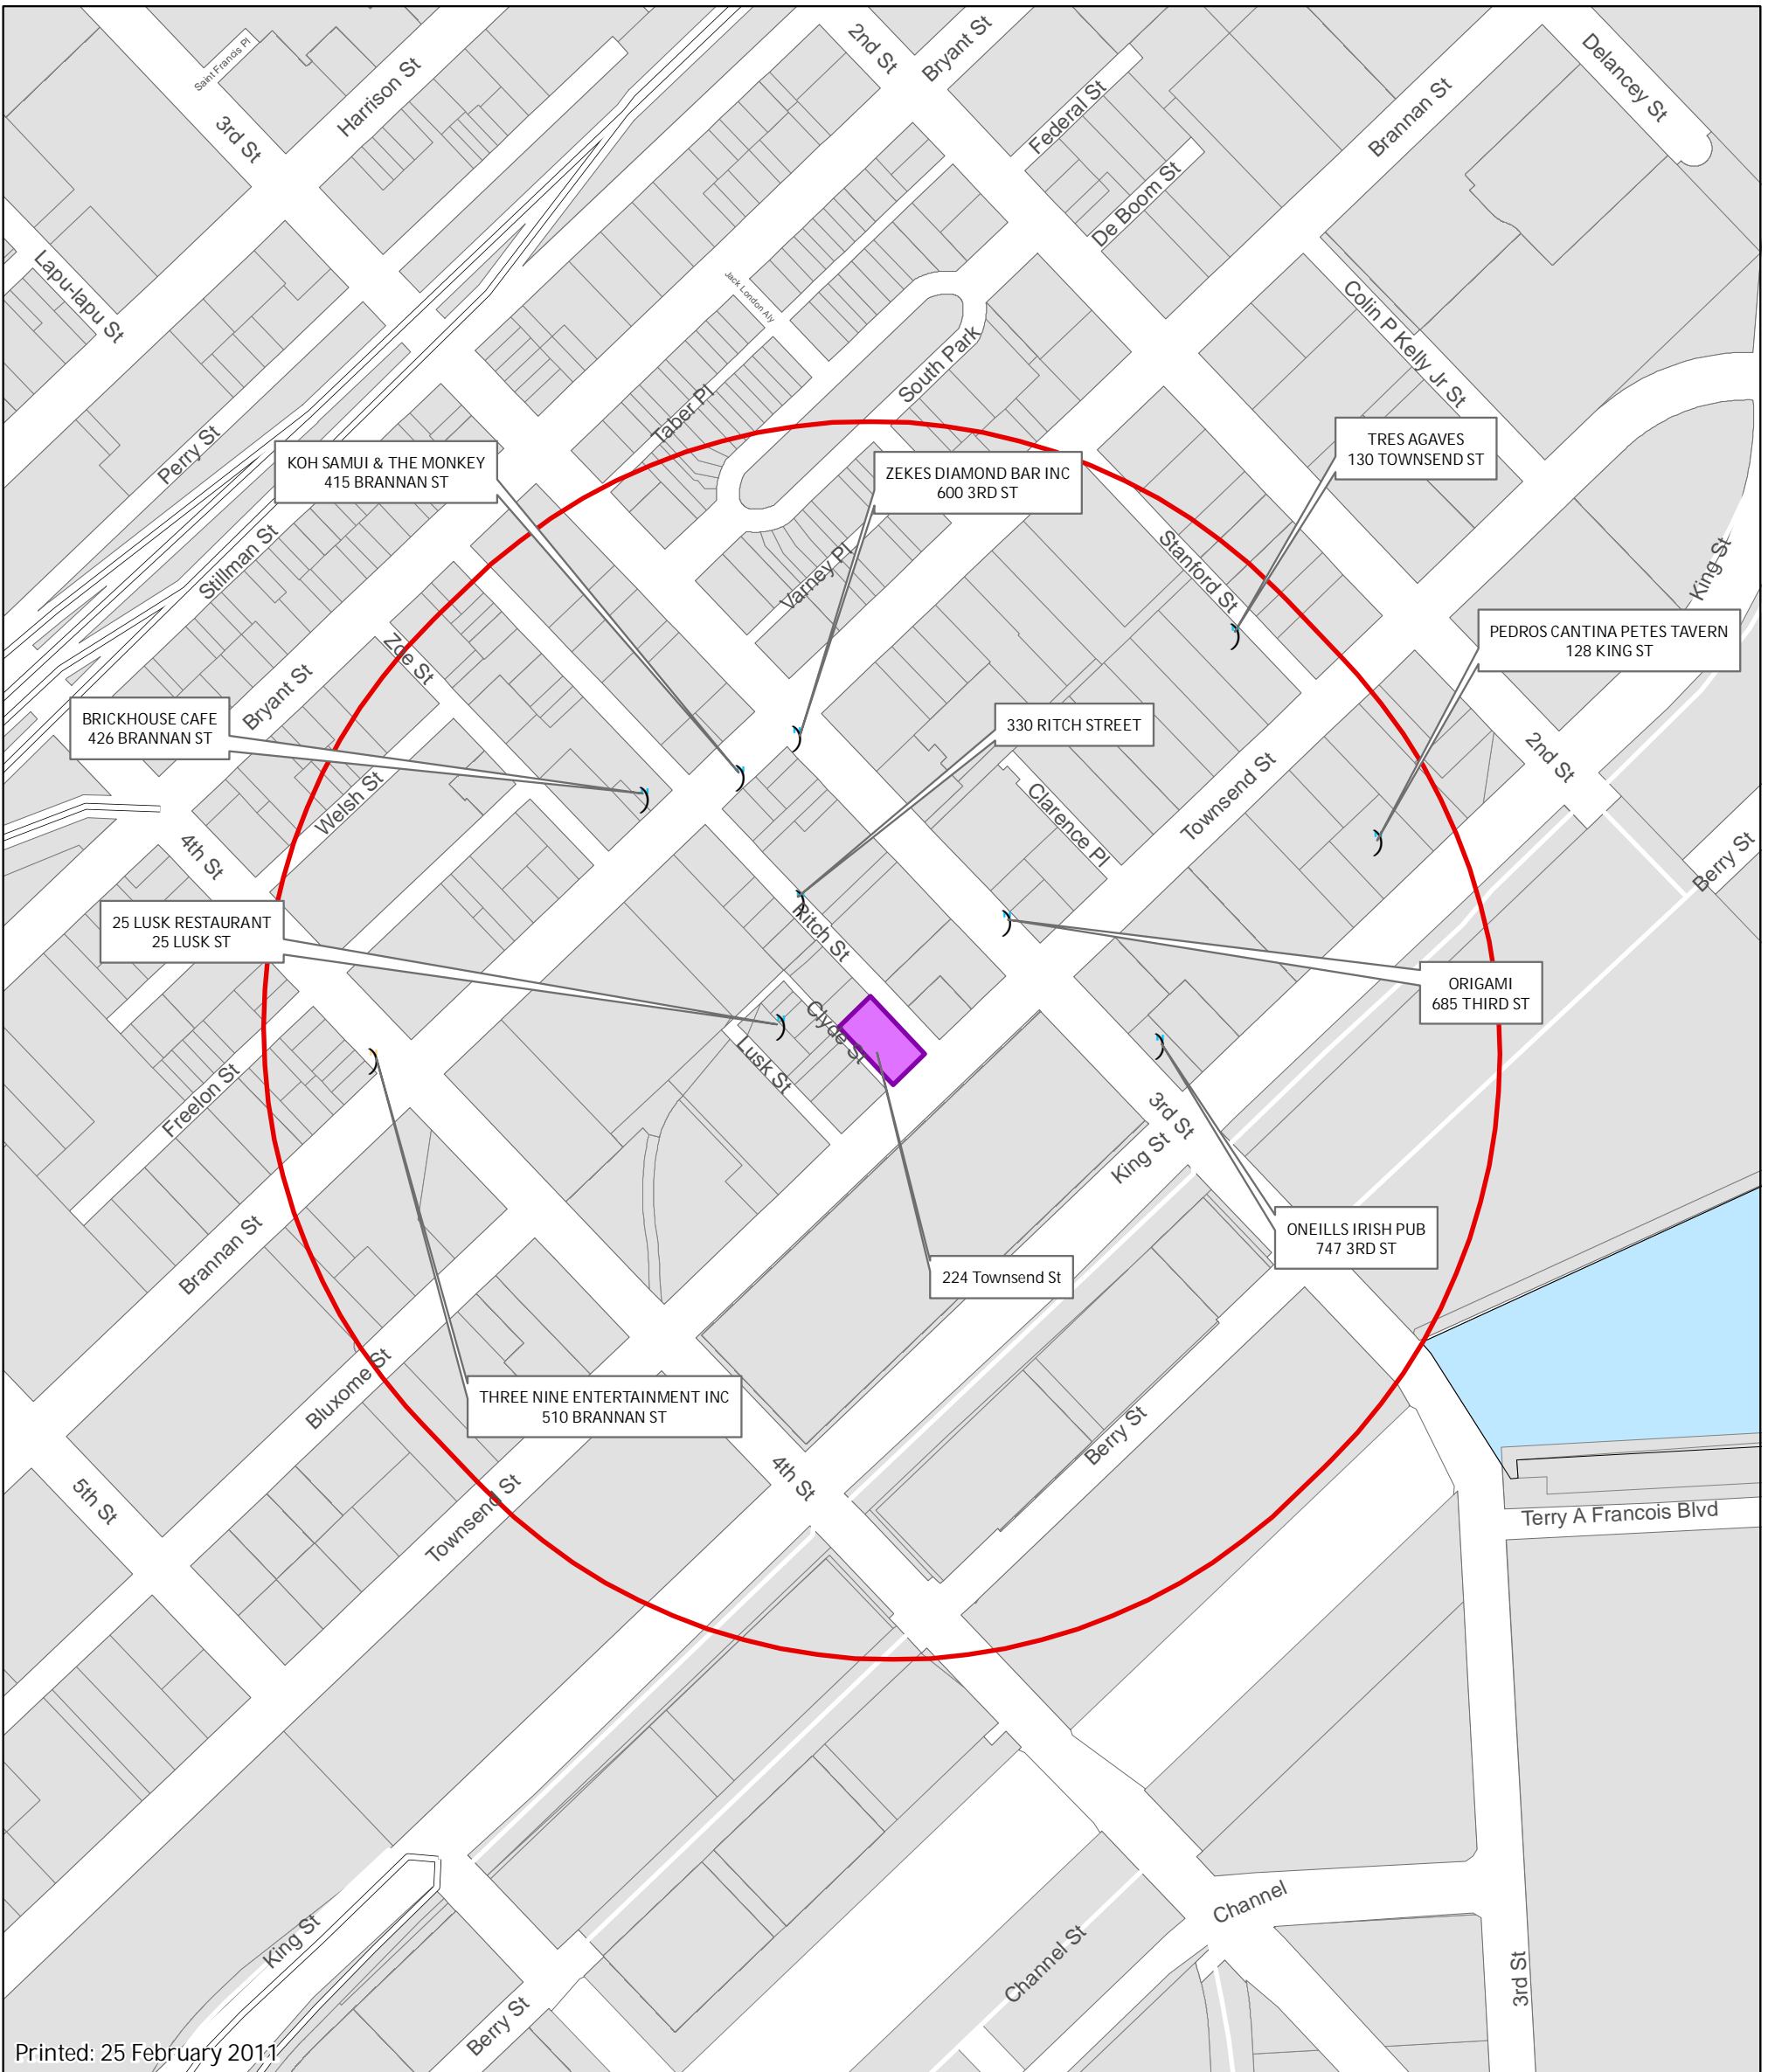 2nd St
Bryant St
Delancey St
Saint Francis Pl
Harrison St
3rd St
Federal St
Brannan St
De Boom St
Lapu-lapu St
Jack London Aly
Colin P Kelly Jr St
South Park
Taber Pl
Perry St
KOH SAMUI & THE MONKEY
415 BRANNAN ST
ZEKES DIAMOND BAR INC
600 3RD ST
TRES AGAVES
130 TOWNSEND ST
Stillman St
Varney Pl
Stanford St
King St
PEDROS CANTINA PETES TAVERN
128 KING ST
Zoe St
Bryant St
BRICKHOUSE CAFE
426 BRANNAN ST
330 RITCH STREET
2nd St
Welsh St
Townsend St
Clarence Pl
4th St
Berry St
25 LUSK RESTAURANT
25 LUSK ST
Ritch St
ORIGAMI
685 THIRD ST
Clyde St
Lusk St
Freelon St
3rd St
King St
Brannan St
ONEILLS IRISH PUB
747 3RD ST
224 Townsend St
Bluxome St
THREE NINE ENTERTAINMENT INC
510 BRANNAN ST
Berry St
4th St
5th St
Townsend St
Terry A Francois Blvd
Channel
King St
Channel St
3rd St
Berry St
Printed: 25 February 2011